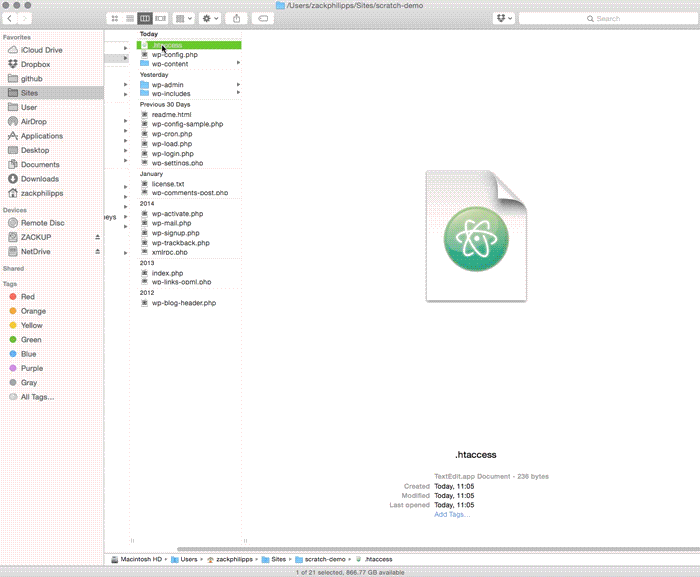 /Users/zackphilipps/Sites/scratch-demo
Search
Favorites
iCloud Drive
Dropbox
github
Sites
User
AirDrop
Applications
Desktop
Documents
Downloads
zackphilipps
Devices
Remote Disc
ZACKUP
NetDrive
Shared
Tags
Red
Orange
Yellow
Green
Blue
Purple
Gray
All Tags...
neys
Today
.htaccess
wp-config.php
wp-content
Yesterday
wp-admin
wp-includes
Previous 30 Days
readme.html
wp-config-sample.php
wp-cron.php
wp-load.php
wp-login.php
wp-settings.php
January
license.txt
wp-comments-post.php
2014
wp-activate.php
wp-mail.php
wp-signup.php
wp-trackback.php
xmlrpc.php
2013
index.php
wp-links-opml.php
2012
wp-blog-header.php
.htaccess
TextEdit.app Document - 236 bytes
Created Today, 11:05
Modified Today, 11:05
Last opened Today, 11:05
Add Tags...
Macintosh HD Users zackphilipps Sites scratch-demo .htaccess
1 of 21 selected, 866.77 GB available